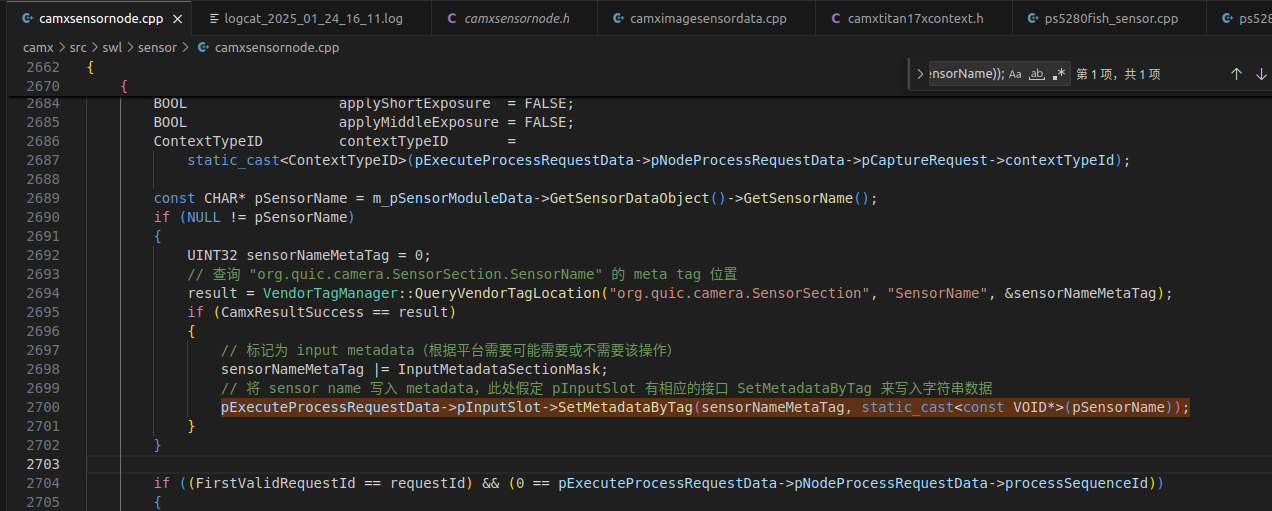 camxsensornode.cpp × logcat_2025_01_24_16_11.log C camxsensornode.h camximagesensordata.cpp C camxtitan17xcontext.h ps5280fish_sensor.cpp ps528
camx > src > swl > sensor > camxsensornode.cpp
nsorName)); Aa ab .* 第 1 项，共 1 项 ↑ ↓
2662 {
2670 {
2684 BOOL applyShortExposure = FALSE;
2685 BOOL applyMiddleExposure = FALSE;
2686 ContextTypeID contextTypeID =
2687 static_cast<ContextTypeID>(pExecuteProcessRequestData->pNodeProcessRequestData->pCaptureRequest->contextTypeId);
2688
2689 const CHAR* pSensorName = m_pSensorModuleData->GetSensorDataObject()->GetSensorName();
2690 if (NULL != pSensorName)
2691 {
2692 UINT32 sensorNameMetaTag = 0;
2693 // 查询 "org.quic.camera.SensorSection.SensorName" 的 meta tag 位置
2694 result = VendorTagManager::QueryVendorTagLocation("org.quic.camera.SensorSection", "SensorName", &sensorNameMetaTag);
2695 if (CamxResultSuccess == result)
2696 {
2697 // 标记为 input metadata（根据平台需要可能需要或不需要该操作）
2698 sensorNameMetaTag |= InputMetadataSectionMask;
2699 // 将 sensor name 写入 metadata，此处假定 pInputSlot 有相应的接口 SetMetadataByTag 来写入字符串数据
2700 pExecuteProcessRequestData->pInputSlot->SetMetadataByTag(sensorNameMetaTag, static_cast<const VOID*>(pSensorName));
2701 }
2702 }
2703
2704 if ((FirstValidRequestId == requestId) && (0 == pExecuteProcessRequestData->pNodeProcessRequestData->processSequenceId))
2705 {